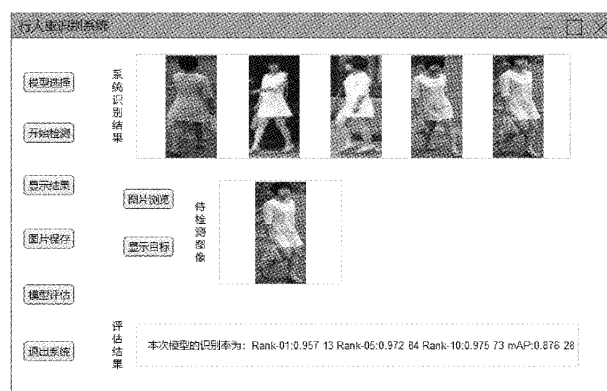 行人重识别系统
模型选择
系统识别结果
开始检测
显示结果
图片浏览
待检测图像
图片保存
显示目标
模型评估
评估结果
本次模型的识别率为：Rank-01:0.957 13 Rank-05:0.972 84 Rank-10:0.975 73 mAP:0.876 28
退出系统